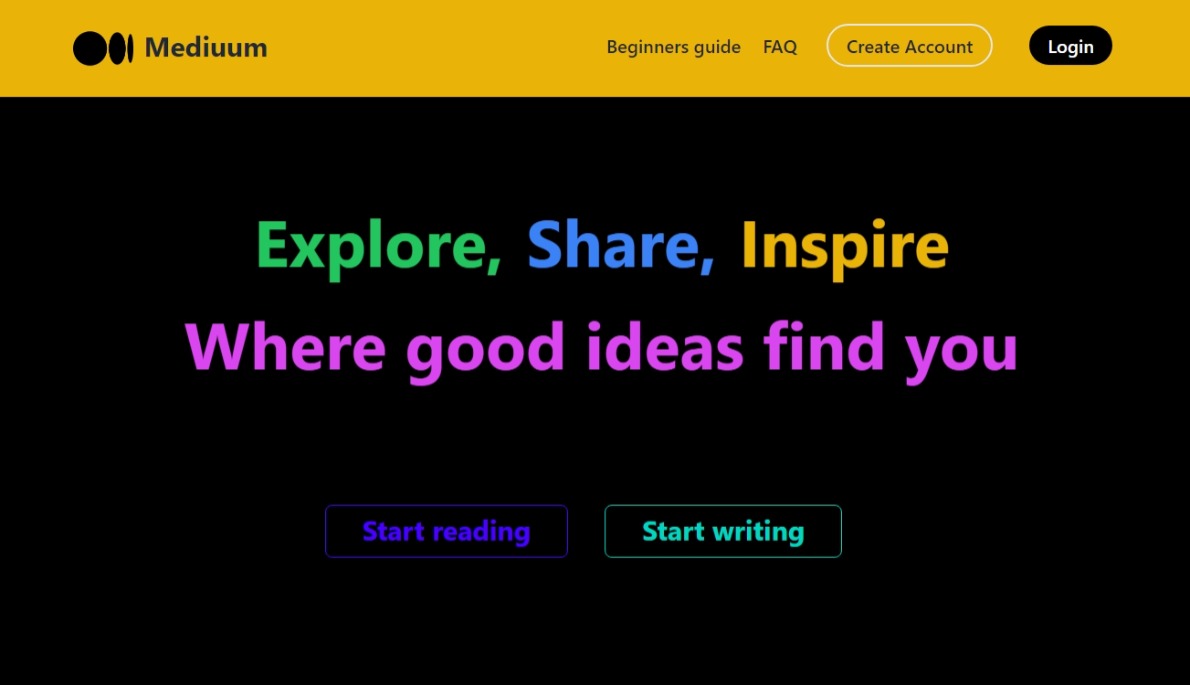 Mediuum
Beginners guide FAQ Create Account Login
Explore, Share, Inspire
Where good ideas find you
Start reading Start writing